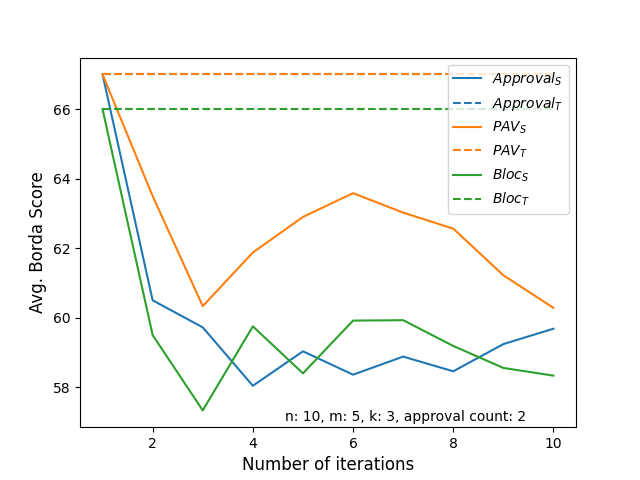 Avg. Borda Score
66
64
62
60
58
Approval_S
Approval_T
PAV_S
PAV_T
Bloc_S
Bloc_T
n: 10, m: 5, k: 3, approval count: 2
2 4 6 8 10
Number of iterations